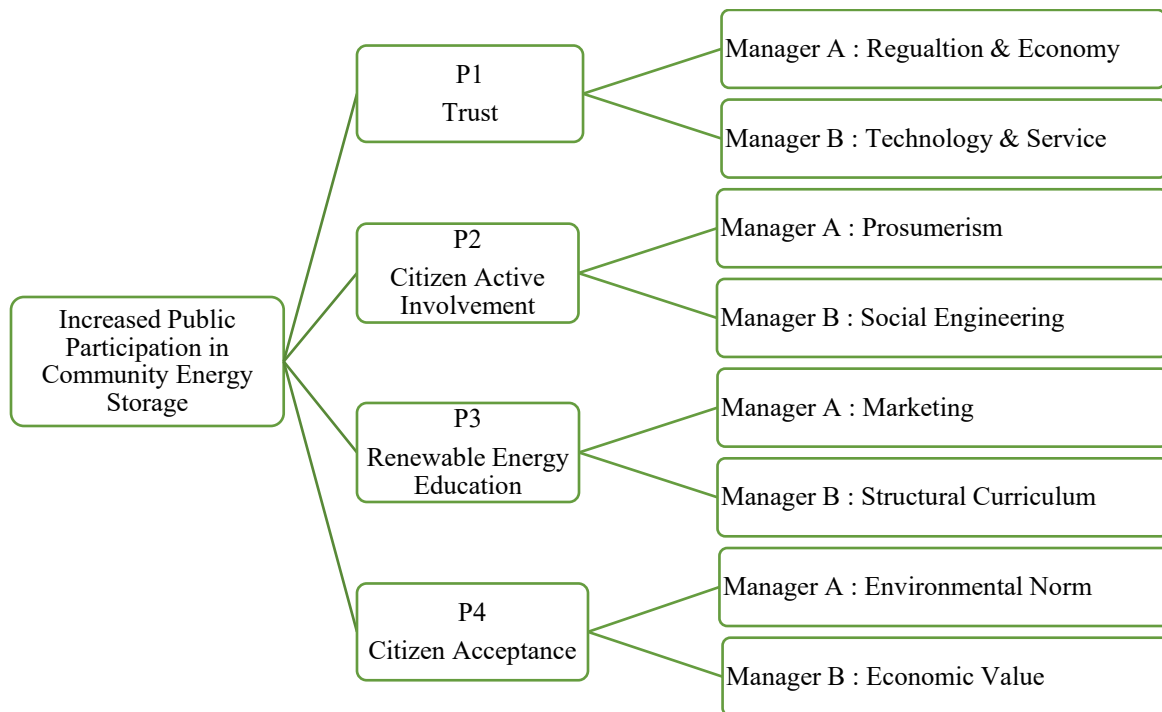 Increased Public
Participation in
Community Energy
Storage
P1
Trust
Manager A : Regualtion & Economy
Manager B : Technology & Service
P2
Citizen Active
Involvement
Manager A : Prosumerism
Manager B : Social Engineering
P3
Renewable Energy
Education
Manager A : Marketing
Manager B : Structural Curriculum
P4
Citizen Acceptance
Manager A : Environmental Norm
Manager B : Economic Value